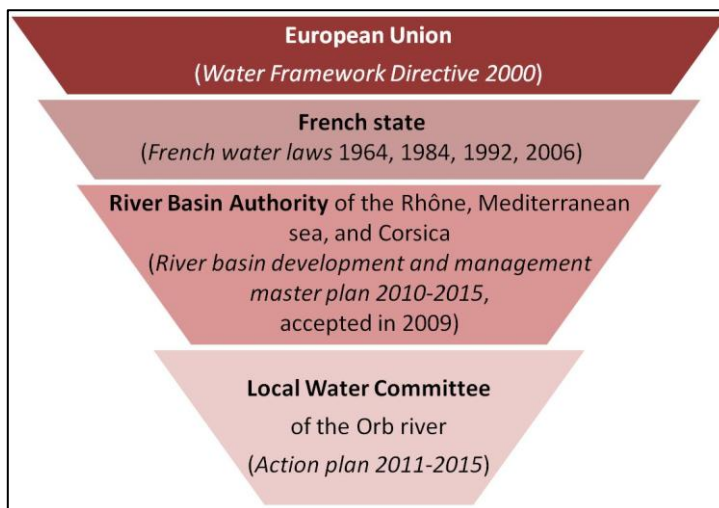 European Union
(Water Framework Directive 2000)
French state
(French water laws 1964, 1984, 1992, 2006)
River Basin Authority of the Rhône, Mediterranean
sea, and Corsica
(River basin development and management
master plan 2010-2015,
accepted in 2009)
Local Water Committee
of the Orb river
(Action plan 2011-2015)